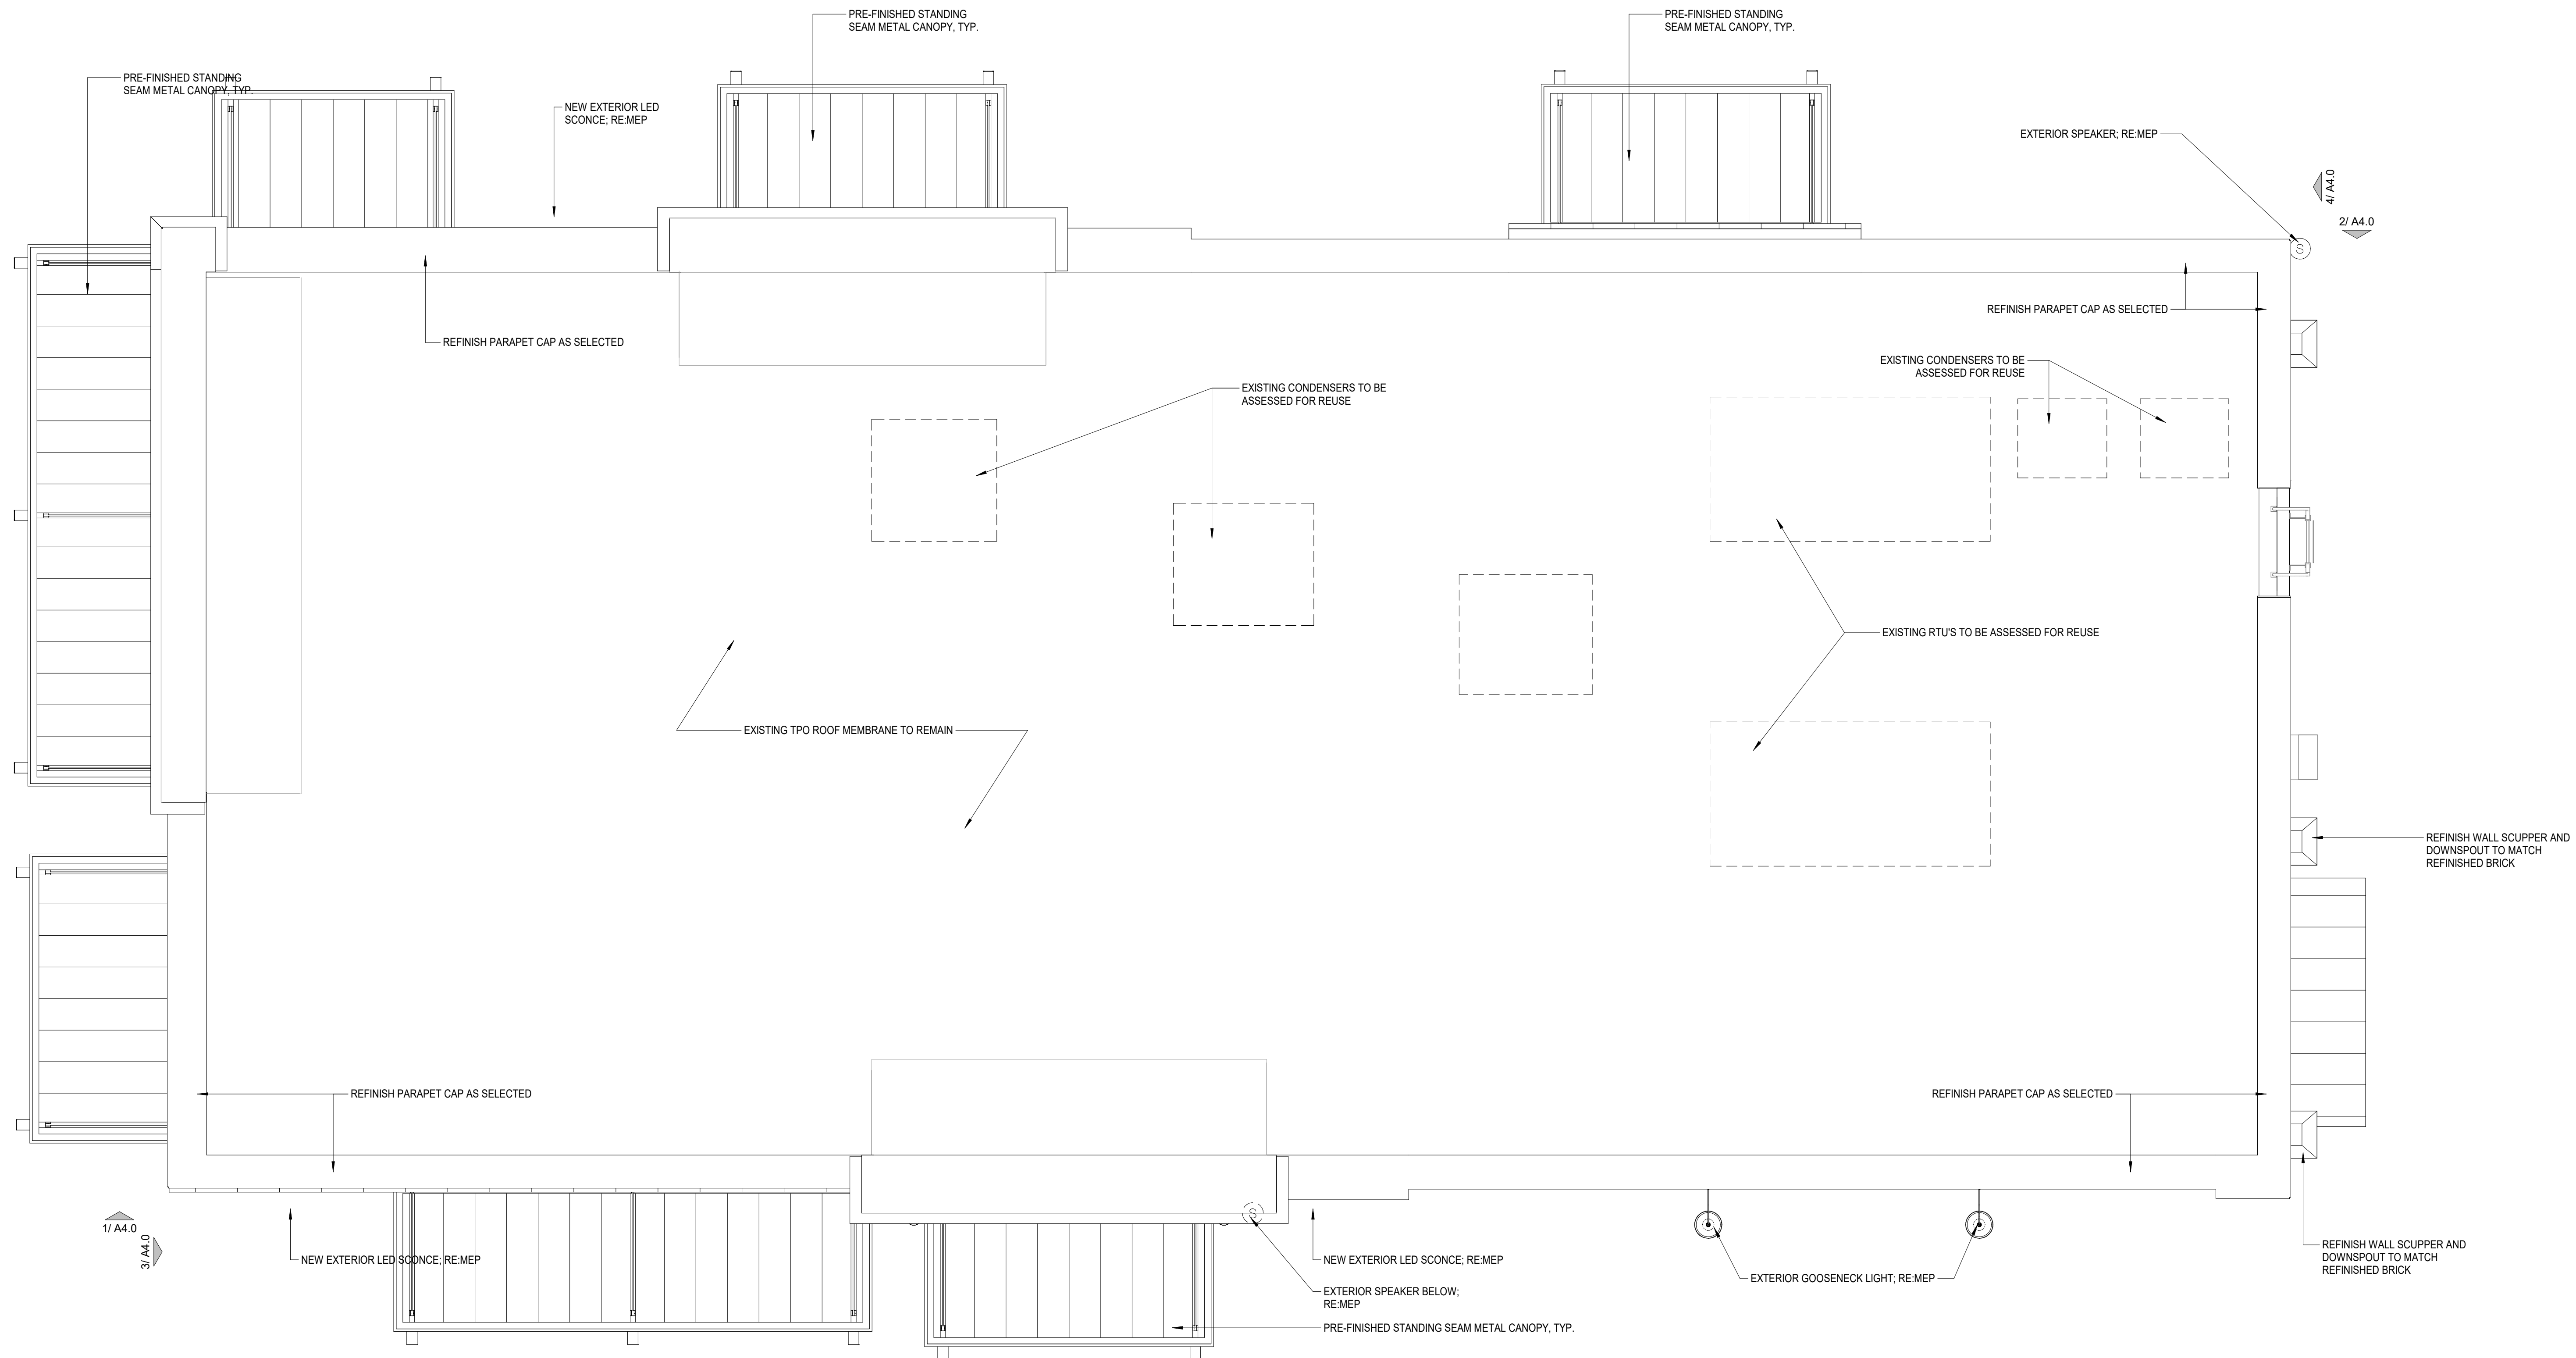 PRE-FINISHED STANDING
SEAM METAL CANOPY, TYP.
PRE-FINISHED STANDING
SEAM METAL CANOPY, TYP.
PRE-FINISHED STANDING
SEAM METAL CANOPY, TYP.
NEW EXTERIOR LED
SCONCE; RE:MEP
EXTERIOR SPEAKER; RE:MEP
4/ A4.0
2/ A4.0
S
REFINISH PARAPET CAP AS SELECTED
REFINISH PARAPET CAP AS SELECTED
EXISTING CONDENSERS TO BE
ASSESSED FOR REUSE
EXISTING CONDENSERS TO BE
ASSESSED FOR REUSE
EXISTING RTU'S TO BE ASSESSED FOR REUSE
EXISTING TPO ROOF MEMBRANE TO REMAIN
REFINISH WALL SCUPPER AND
DOWNSPOUT TO MATCH
REFINISHED BRICK
REFINISH PARAPET CAP AS SELECTED
REFINISH PARAPET CAP AS SELECTED
S
1/ A4.0
3/ A4.0
NEW EXTERIOR LED SCONCE; RE:MEP
NEW EXTERIOR LED SCONCE; RE:MEP
EXTERIOR SPEAKER BELOW;
RE:MEP
PRE-FINISHED STANDING SEAM METAL CANOPY, TYP.
EXTERIOR GOOSENECK LIGHT; RE:MEP
REFINISH WALL SCUPPER AND
DOWNSPOUT TO MATCH
REFINISHED BRICK